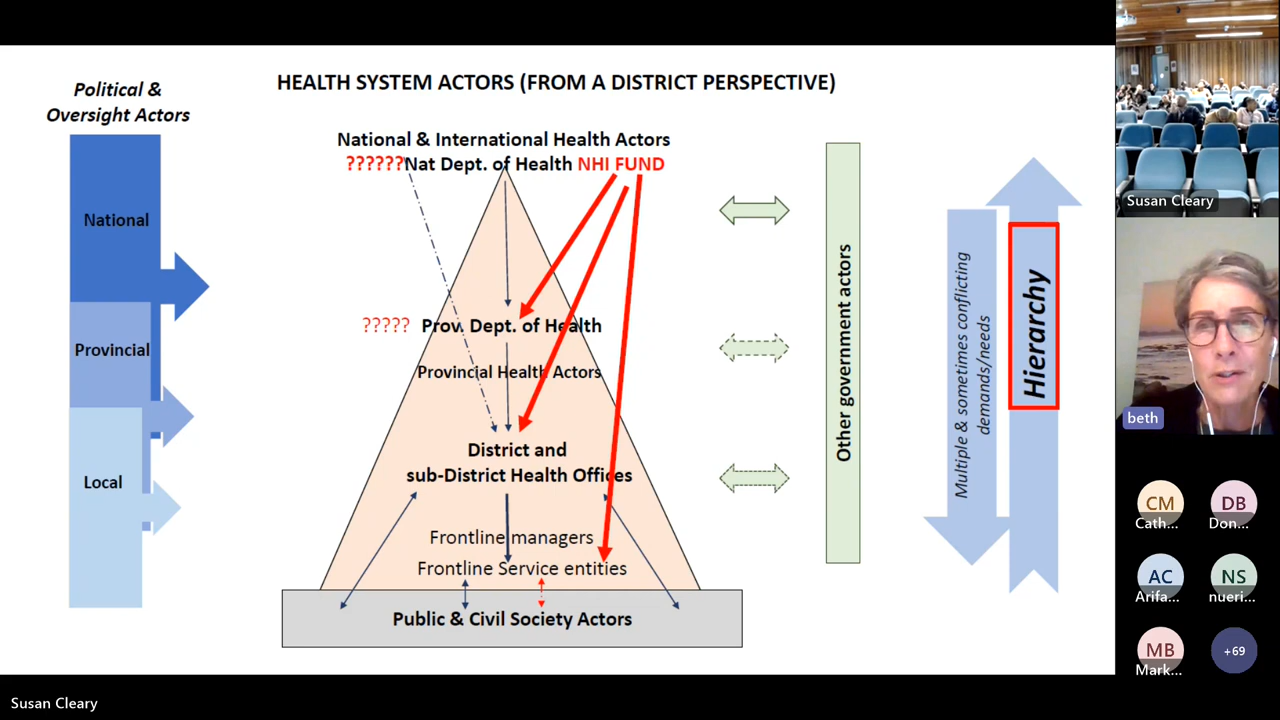 Political &
Oversight Actors
HEALTH SYSTEM ACTORS (FROM A DISTRICT PERSPECTIVE)
National & International Health Actors
??????Nat Dept. of Health NHI FUND
National
Provincial
Local
????? Prov. Dept. of Health
Provincial Health Actors
District and
sub-District Health Offices
Frontline managers
Frontline Service entities
Public & Civil Society Actors
Other government actors
Multiple & sometimes conflicting
demands/needs
Hierarchy
Susan Cleary
beth
CM
Cath...
DB
Don...
AC
Arifa...
NS
nueri...
MB
Mark...
+69
Susan Cleary